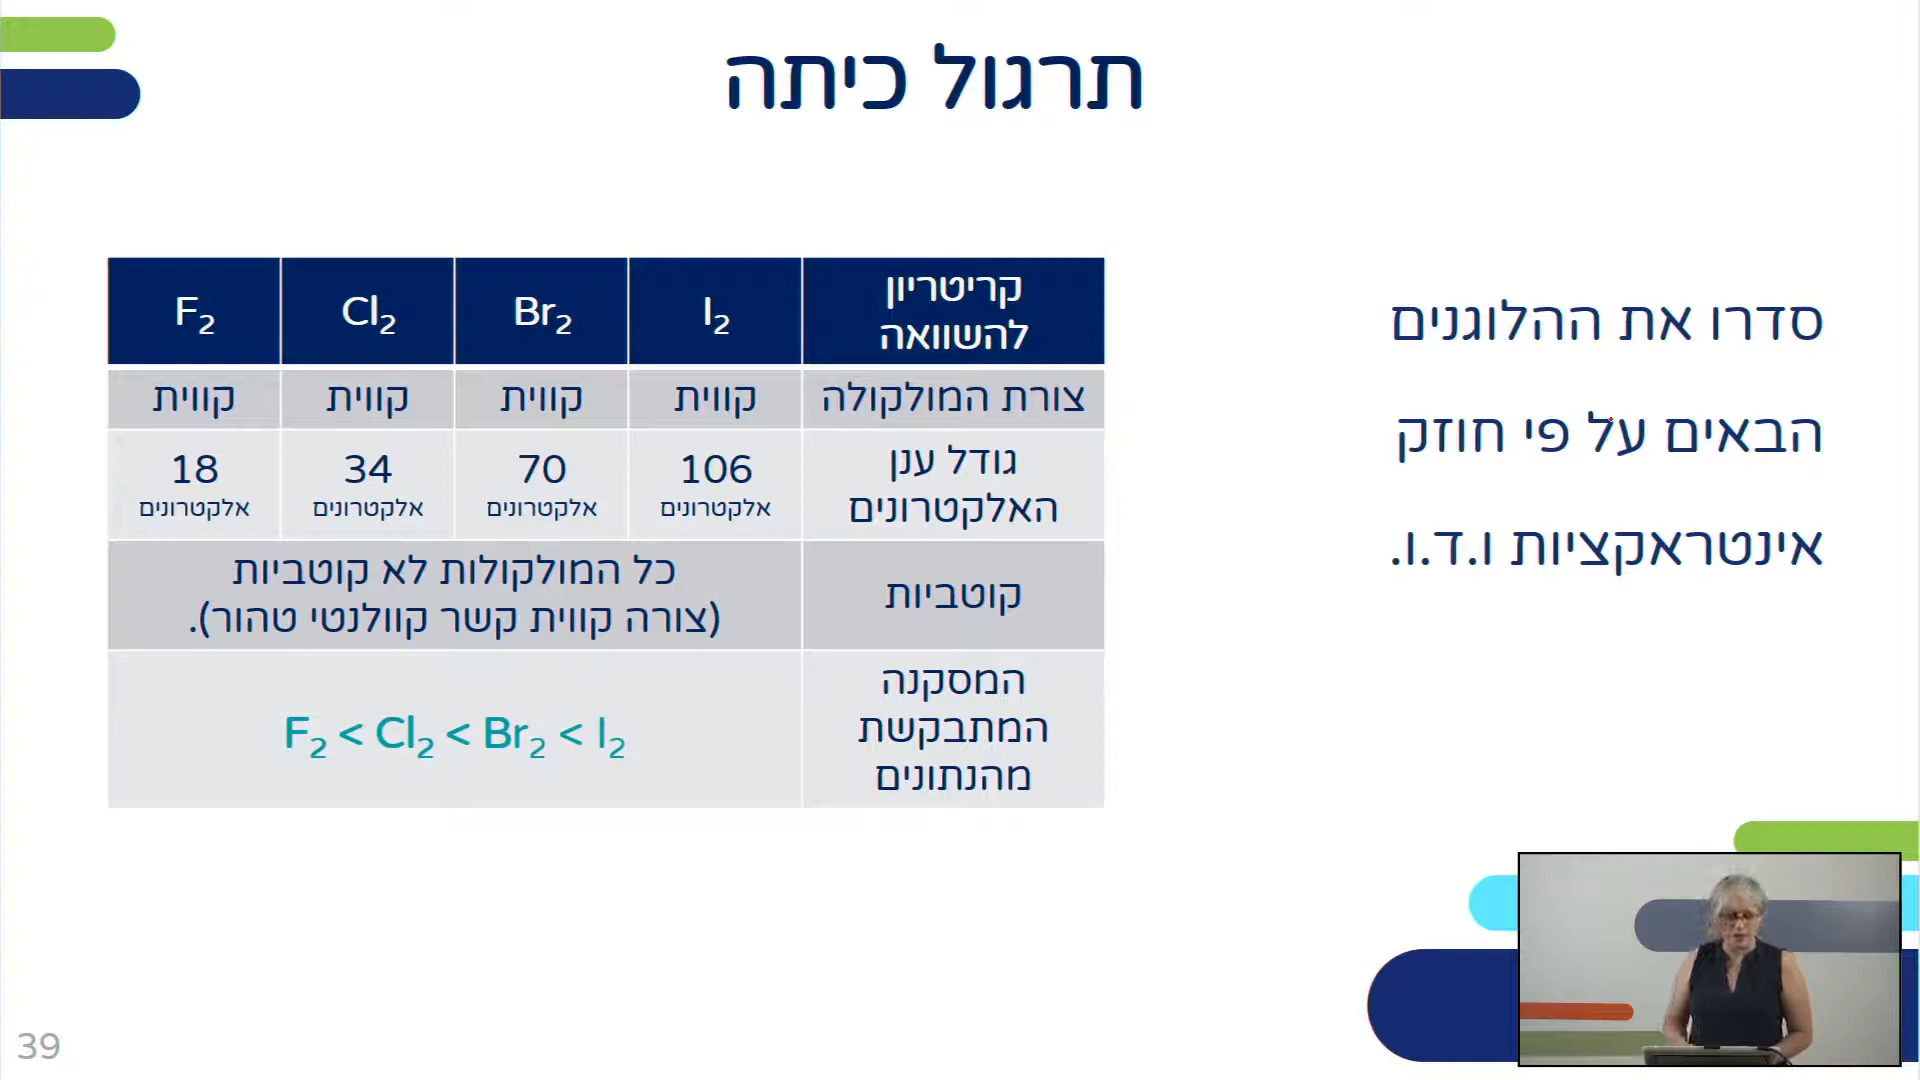 תרגול כיתה
סדרו את ההלוגנים
הבאים על פי חוזק
אינטראקציות ו.ד.ו.
קריטריון
להשוואה
I₂
Br₂
Cl₂
F₂
צורת המולקולה
קווית
קווית
קווית
קווית
גודל ענן
האלקטרונים
106
אלקטרונים
70
אלקטרונים
34
אלקטרונים
18
אלקטרונים
קוטביות
כל המולקולות לא קוטביות
(צורה קווית קשר קוולנטי טהור).
המסקנה
המתבקשת
מהנתונים
F₂ < Cl₂ < Br₂ < I₂
39